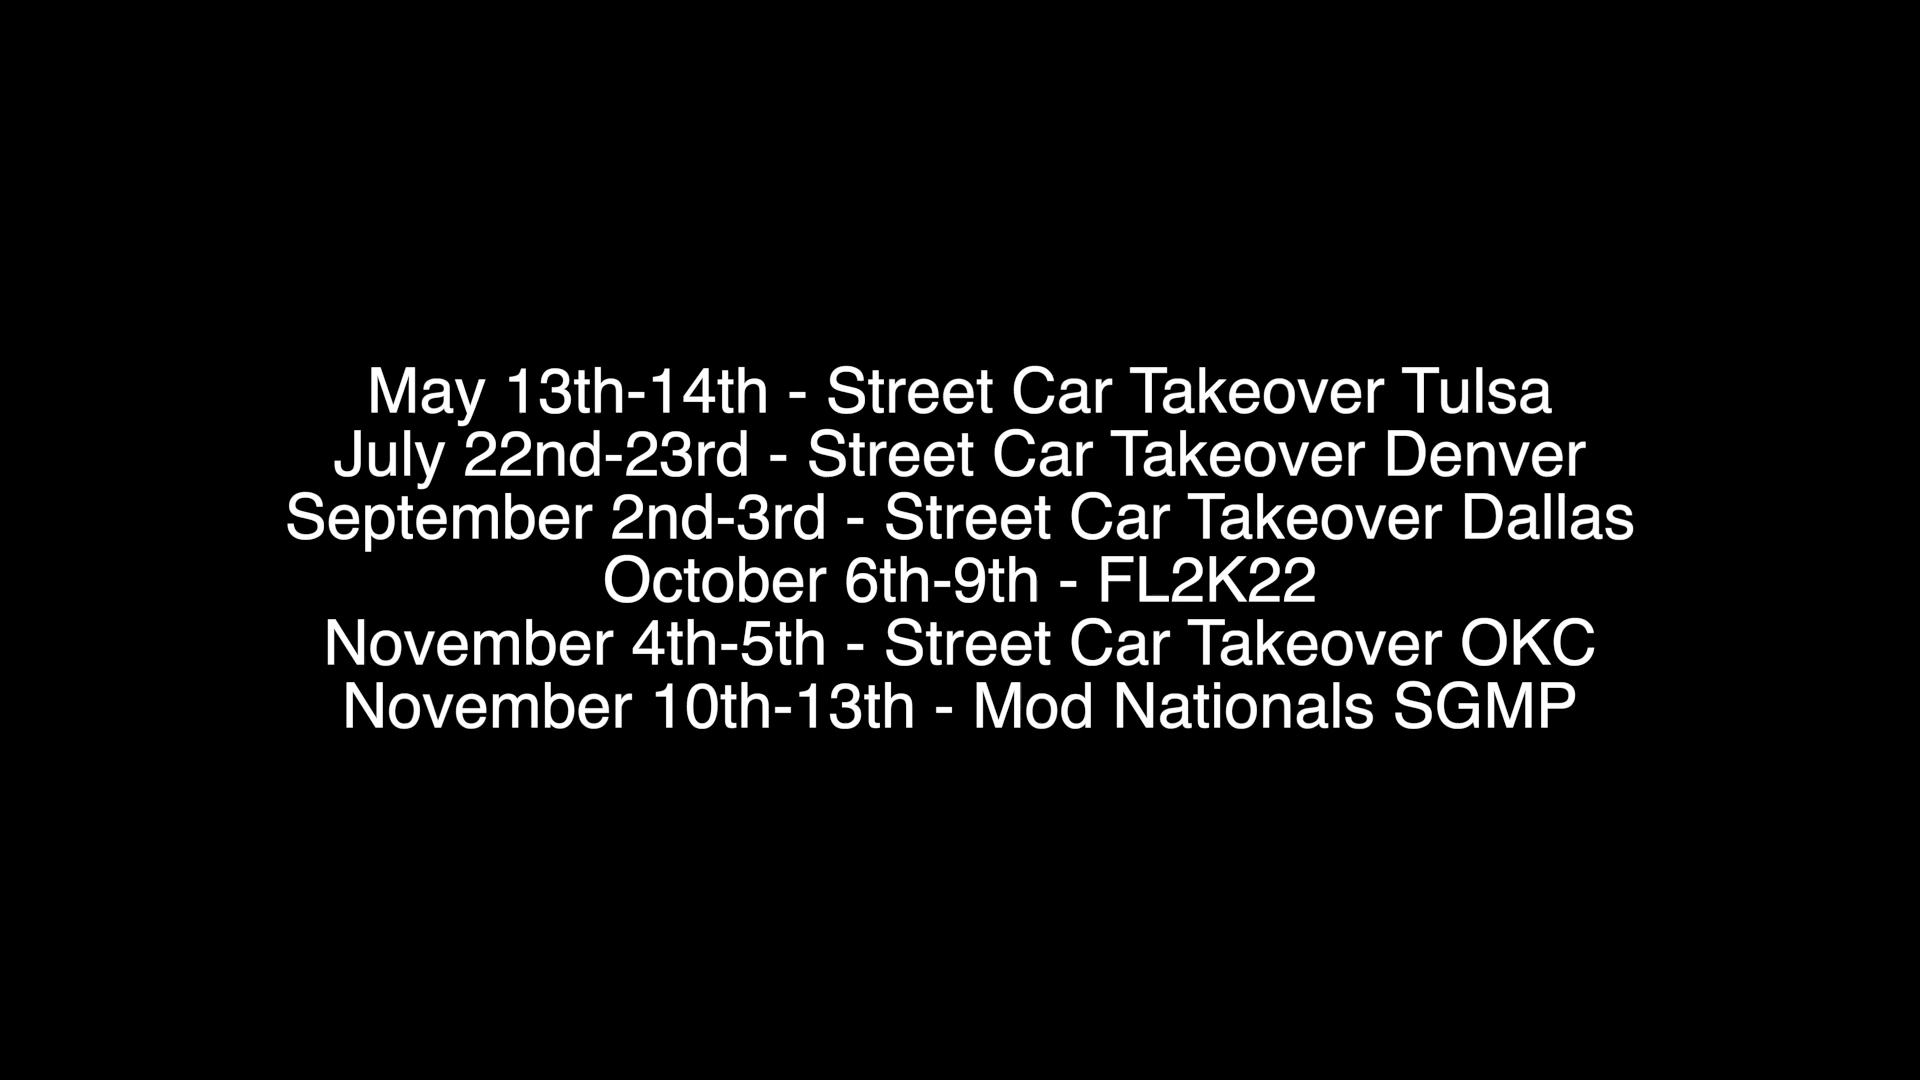 May 13th-14th - Street Car Takeover Tulsa
July 22nd-23rd - Street Car Takeover Denver
September 2nd-3rd - Street Car Takeover Dallas
October 6th-9th - FL2K22
November 4th-5th - Street Car Takeover OKC
November 10th-13th - Mod Nationals SGMP